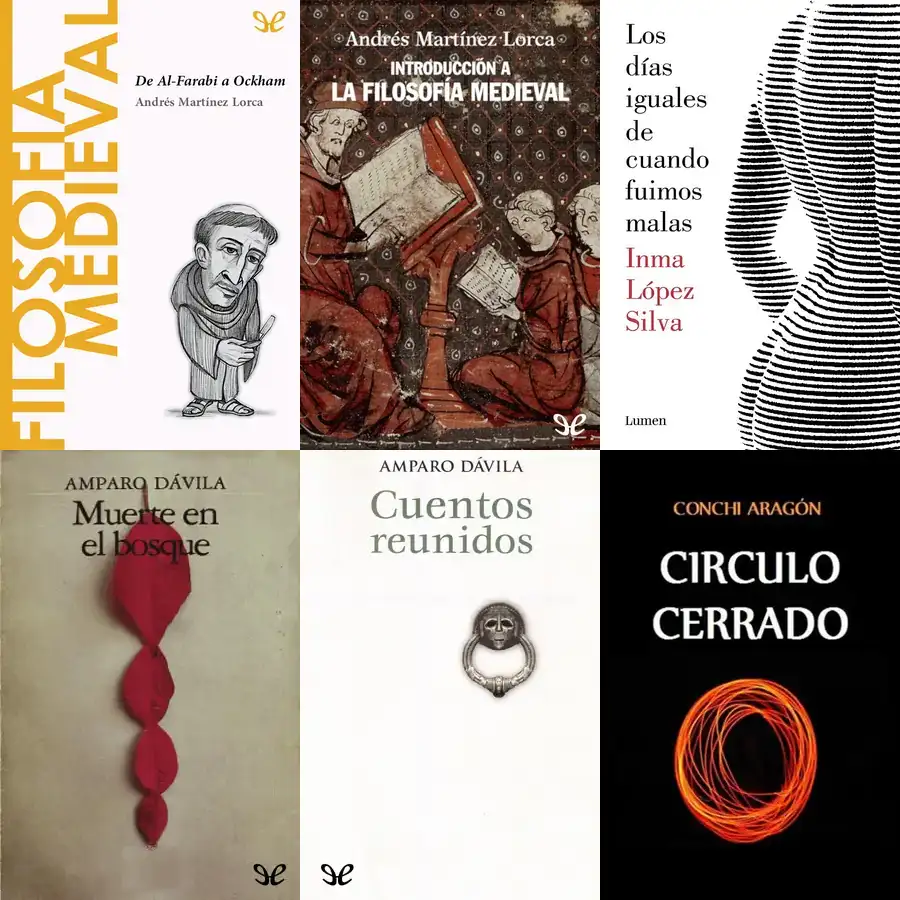 FILOSOFIA
MEDIEVAL
De Al-Farabi a Ockham
Andrés Martínez Lorca
Andrés Martínez Lorca
INTRODUCCIÓN A
LA FILOSOFÍA MEDIEVAL
Los
días
iguales
de
cuando
fuimos
malas
Inma
López
Silva
Lumen
AMPARO DÁVILA
Muerte en
el bosque
AMPARO DÁVILA
Cuentos
reunidos
CONCHI ARAGÓN
CIRCULO
CERRADO